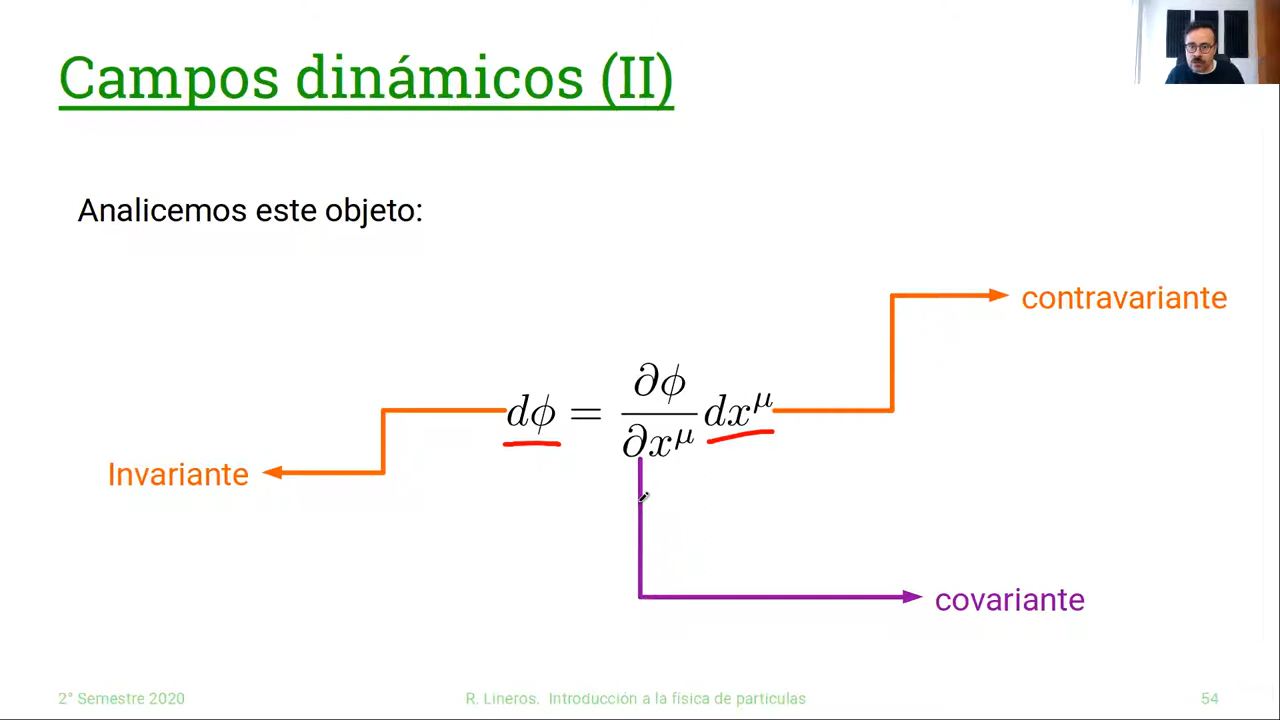 Campos dinámicos (II)
Analicemos este objeto:
contravariante
dϕ = ∂ϕ/∂x^μ dx^μ
Invariante
covariante
2° Semestre 2020
R. Lineros. Introducción a la física de particulas
54